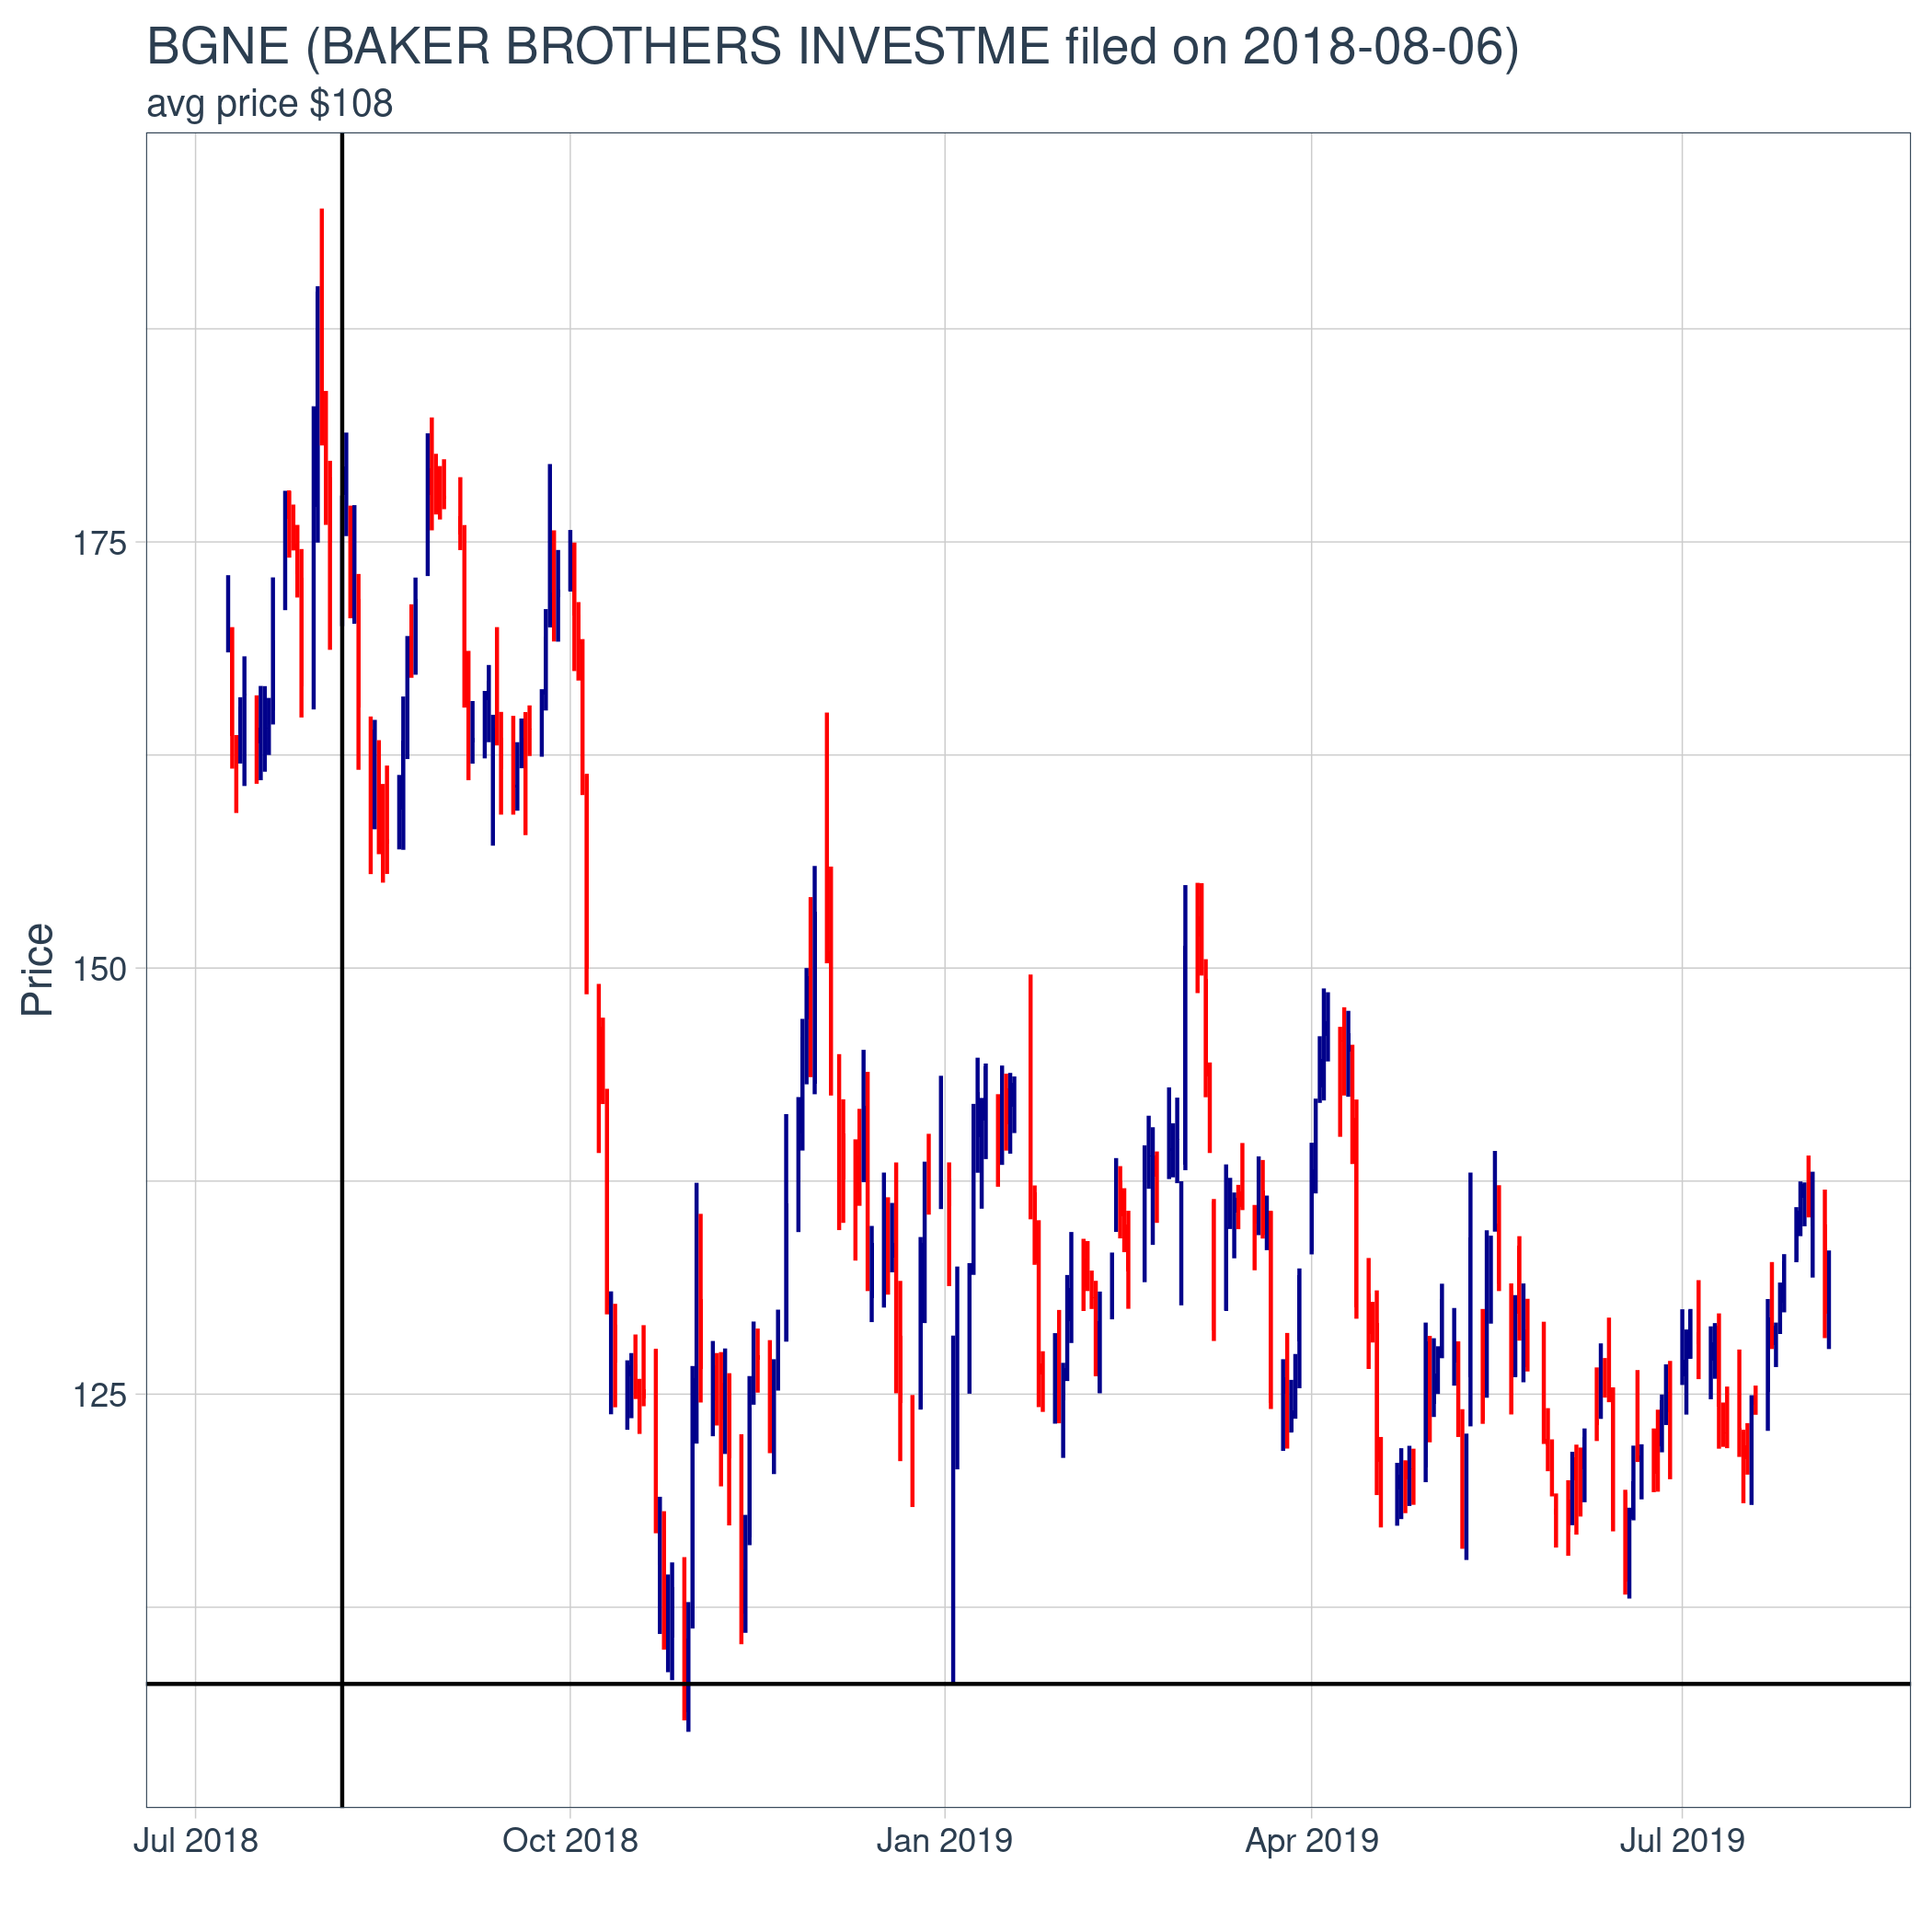 BGNE (BAKER BROTHERS INVESTME filed on 2018-08-06)
avg price $108
Price
175
150
125
Jul 2018
Oct 2018
Jan 2019
Apr 2019
Jul 2019